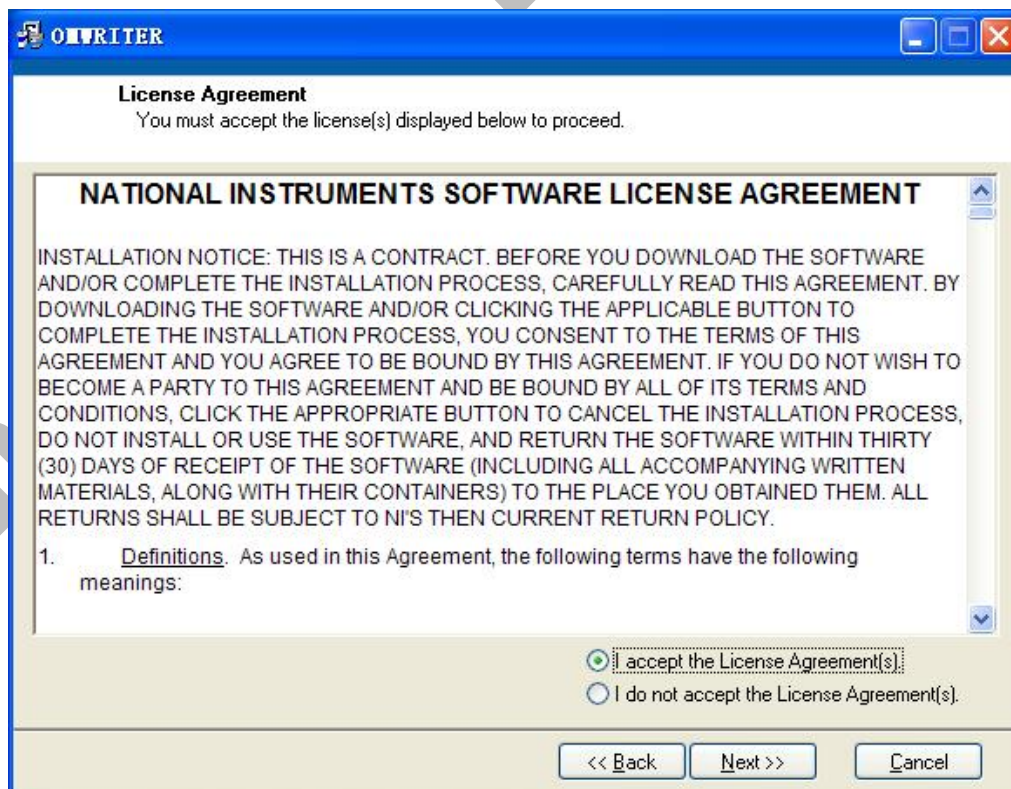 License Agreement
You must accept the license(s) displayed below to proceed.
NATIONAL INSTRUMENTS SOFTWARE LICENSE AGREEMENT
INSTALLATION NOTICE: THIS IS A CONTRACT. BEFORE YOU DOWNLOAD THE SOFTWARE
AND/OR COMPLETE THE INSTALLATION PROCESS, CAREFULLY READ THIS AGREEMENT. BY
DOWNLOADING THE SOFTWARE AND/OR CLICKING THE APPLICABLE BUTTON TO
COMPLETE THE INSTALLATION PROCESS, YOU CONSENT TO THE TERMS OF THIS
AGREEMENT AND YOU AGREE TO BE BOUND BY THIS AGREEMENT. IF YOU DO NOT WISH TO
BECOME A PARTY TO THIS AGREEMENT AND BE BOUND BY ALL OF ITS TERMS AND
CONDITIONS, CLICK THE APPROPRIATE BUTTON TO CANCEL THE INSTALLATION PROCESS,
DO NOT INSTALL OR USE THE SOFTWARE, AND RETURN THE SOFTWARE WITHIN THIRTY
(30) DAYS OF RECEIPT OF THE SOFTWARE (INCLUDING ALL ACCOMPANYING WRITTEN
MATERIALS, ALONG WITH THEIR CONTAINERS) TO THE PLACE YOU OBTAINED THEM. ALL
RETURNS SHALL BE SUBJECT TO NI'S THEN CURRENT RETURN POLICY.
1. Definitions. As used in this Agreement, the following terms have the following
meanings:
I accept the License Agreement(s).
I do not accept the License Agreement(s).
<< Back Next >> Cancel